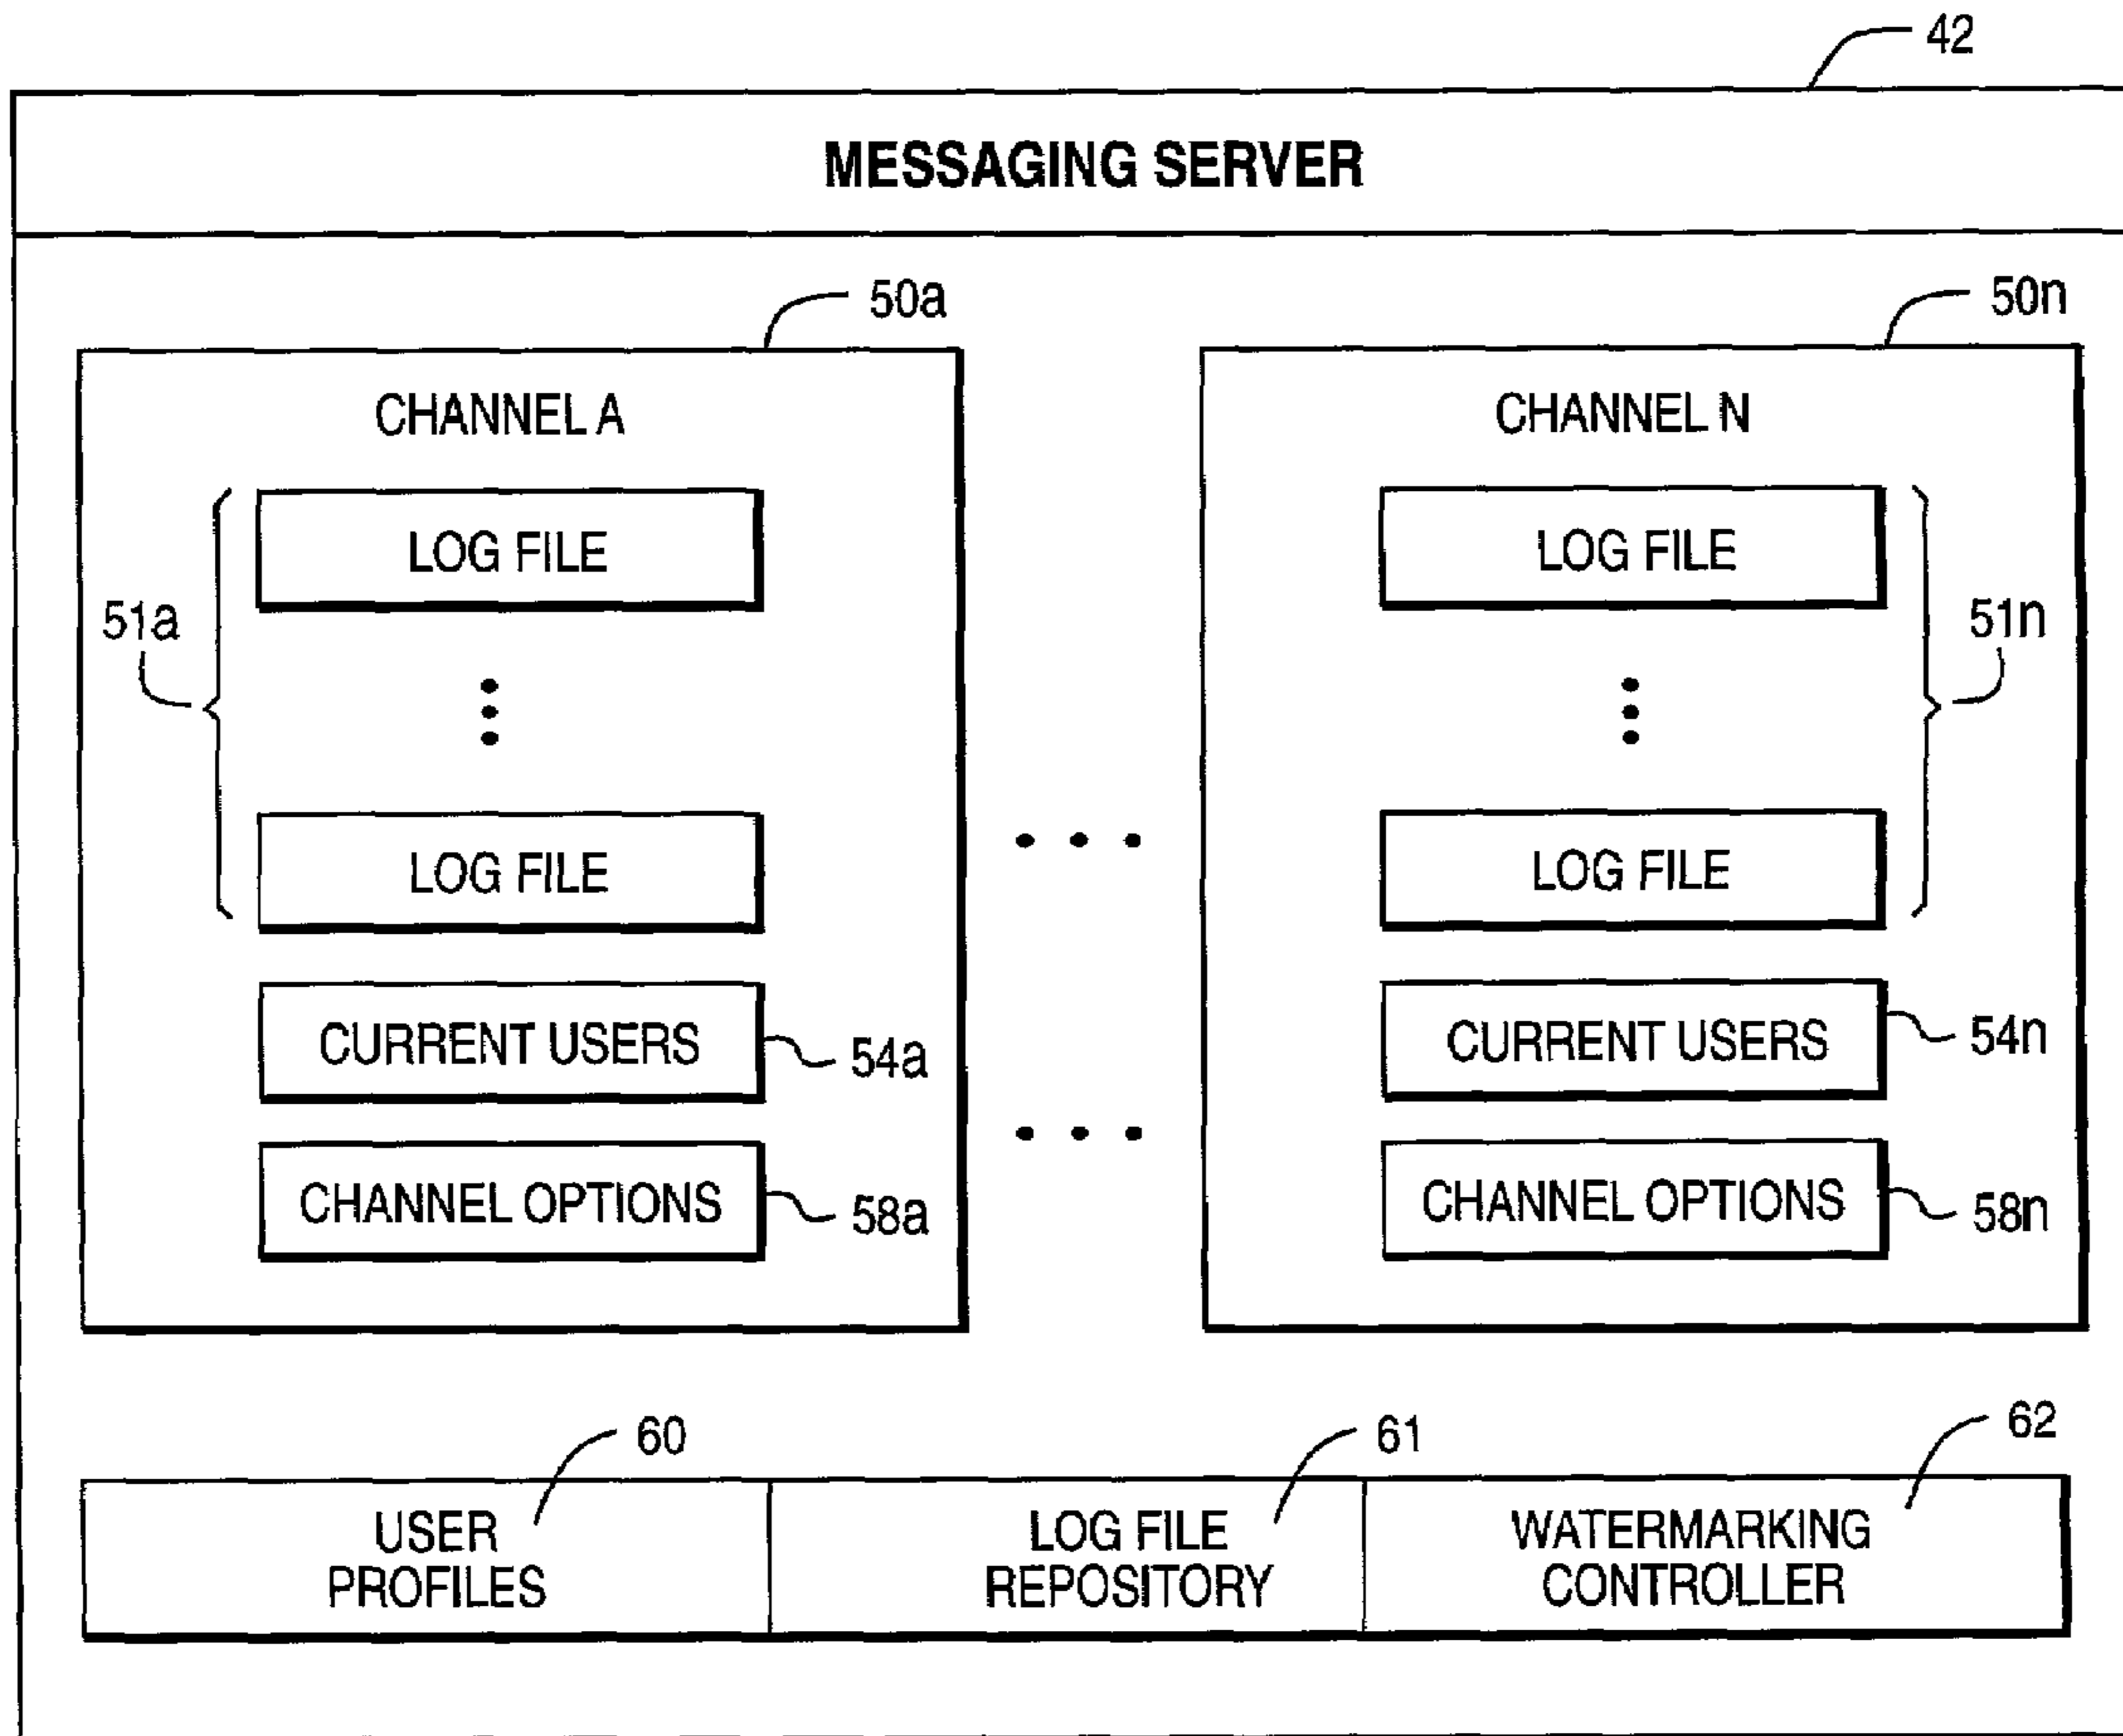 42
MESSAGING SERVER
50a
50n
CHANNEL A
CHANNEL N
LOG FILE
LOG FILE
51a
51n
LOG FILE
LOG FILE
CURRENT USERS
54a
CURRENT USERS
54n
CHANNEL OPTIONS
58a
CHANNEL OPTIONS
58n
60
61
62
USER
PROFILES
LOG FILE
REPOSITORY
WATERMARKING
CONTROLLER